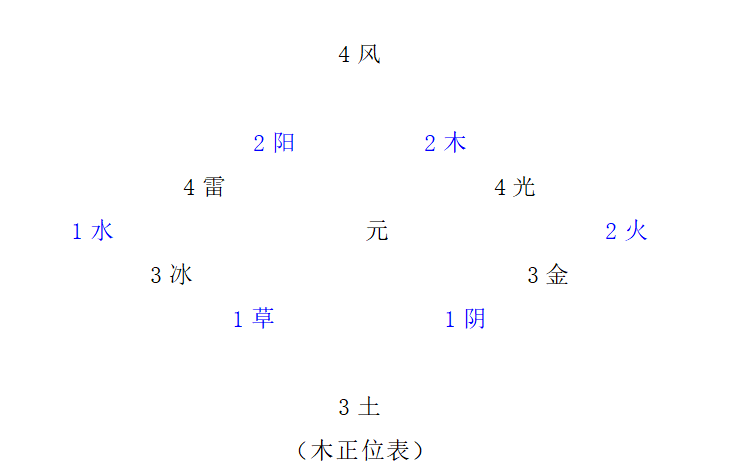 4 风
2 阳 2 木
4 雷 4 光
1 水 元 2 火
3 冰 3 金
1 草 1 阴
3 土
（木正位表）